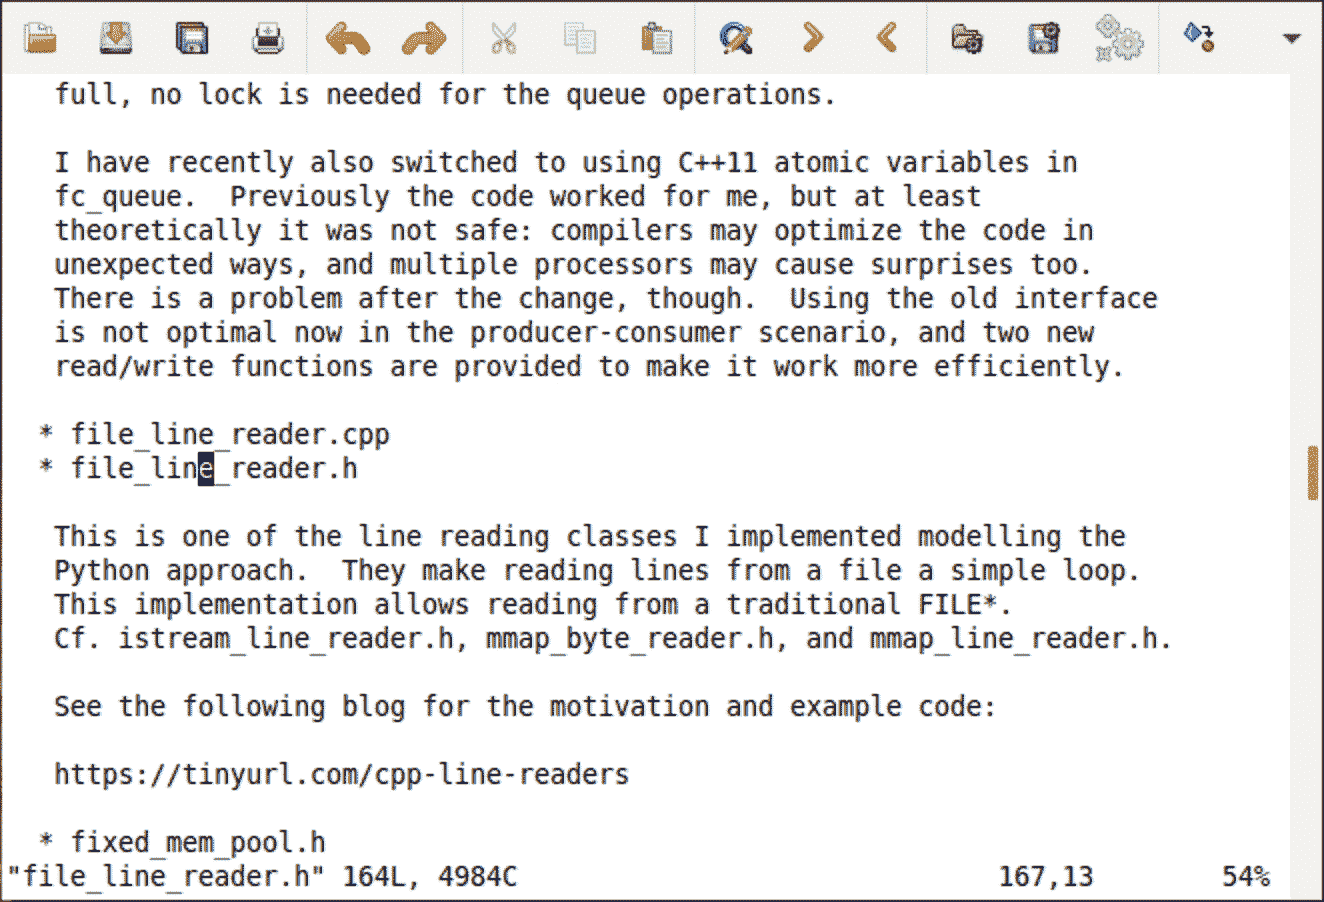 full, no lock is needed for the queue operations.
I have recently also switched to using C++11 atomic variables in
fc_queue.  Previously the code worked for me, but at least
theoretically it was not safe: compilers may optimize the code in
unexpected ways, and multiple processors may cause surprises too.
There is a problem after the change, though.  Using the old interface
is not optimal now in the producer-consumer scenario, and two new
read/write functions are provided to make it work more efficiently.
* file_line_reader.cpp
* file_line_reader.h
This is one of the line reading classes I implemented modelling the
Python approach.  They make reading lines from a file a simple loop.
This implementation allows reading from a traditional FILE*.
Cf. istream_line_reader.h, mmap_byte_reader.h, and mmap_line_reader.h.
See the following blog for the motivation and example code:
https://tinyurl.com/cpp-line-readers
* fixed_mem_pool.h
"file_line_reader.h" 164L, 4984C 167,13 54%